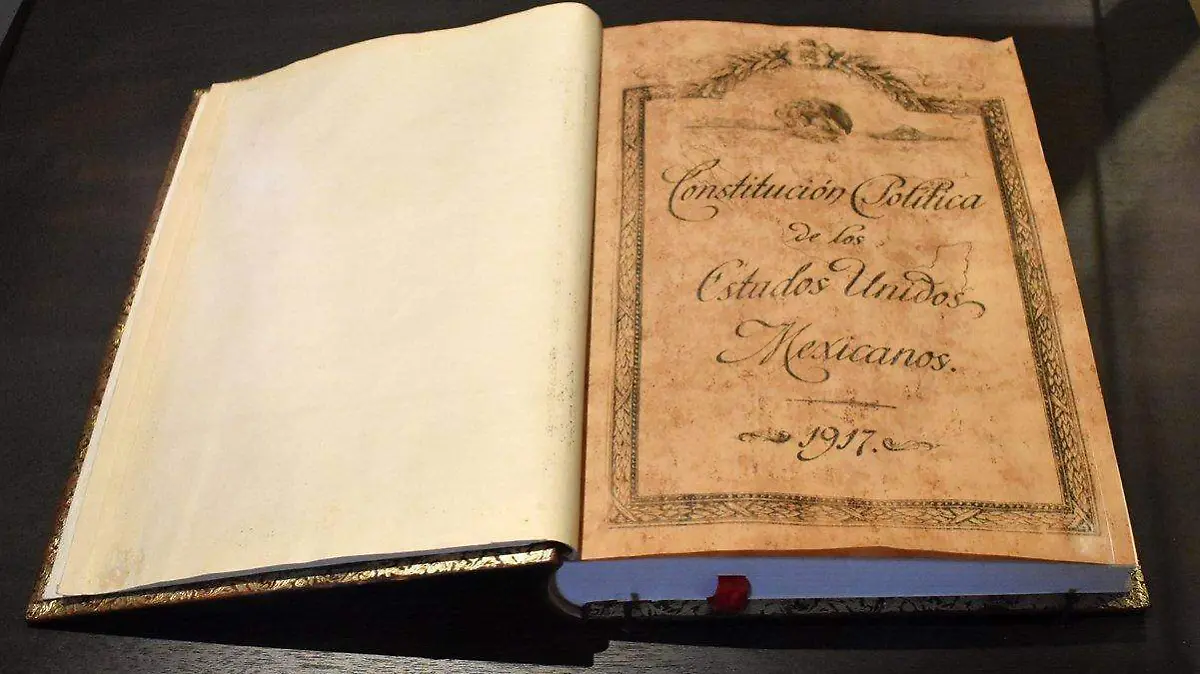 Constitución Política
de los
Estados Unidos
Mexicanos.
1917.